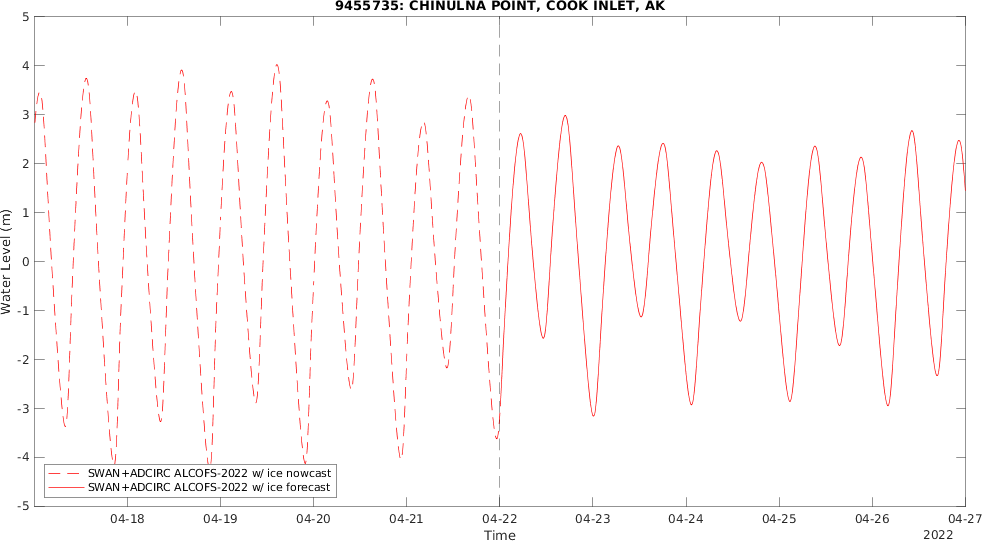 9455735: CHINULNA POINT, COOK INLET, AK
5
4
3
2
1
0
-1
-2
-3
-4
-5
Water Level (m)
SWAN+ADCIRC ALCOFS-2022 w/ ice nowcast
SWAN+ADCIRC ALCOFS-2022 w/ ice forecast
04-18 04-19 04-20 04-21 04-22 04-23 04-24 04-25 04-26 04-27
Time
2022